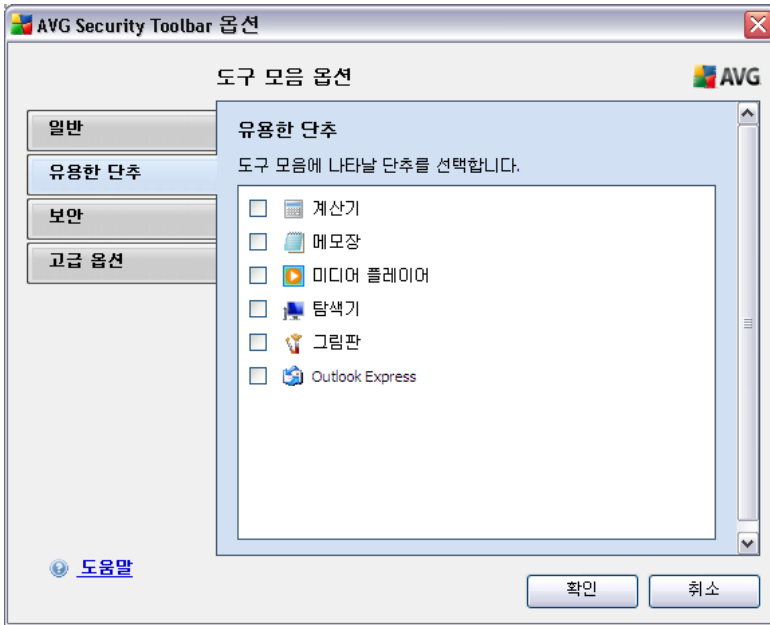 AVG Security Toolbar 옵션
도구 모음 옵션
AVG
일반
유용한 단추
보안
고급 옵션
유용한 단추
도구 모음에 나타날 단추를 선택합니다.
계산기
메모장
미디어 플레이어
탐색기
그림판
Outlook Express
도움말
확인
취소